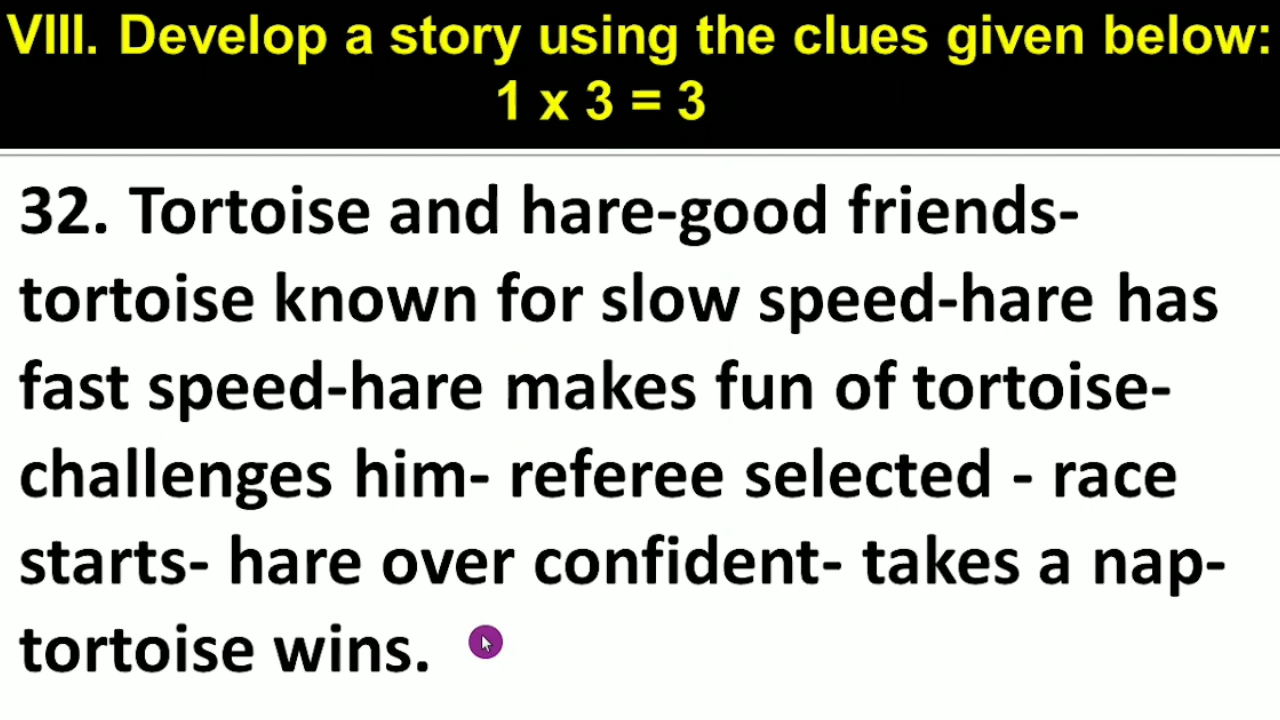 VIII. Develop a story using the clues given below:
1 x 3 = 3
32. Tortoise and hare-good friends-
tortoise known for slow speed-hare has
fast speed-hare makes fun of tortoise-
challenges him- referee selected - race
starts- hare over confident- takes a nap-
tortoise wins.